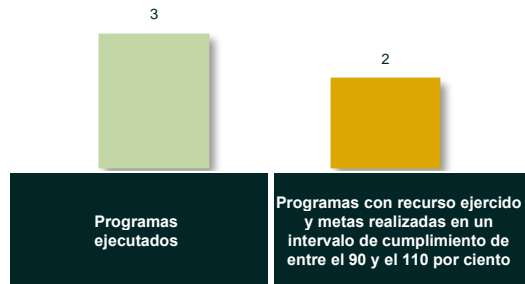 3
2
Programas
ejecutados
Programas con recurso ejercido
y metas realizadas en un
intervalo de cumplimiento de
entre el 90 y el 110 por ciento